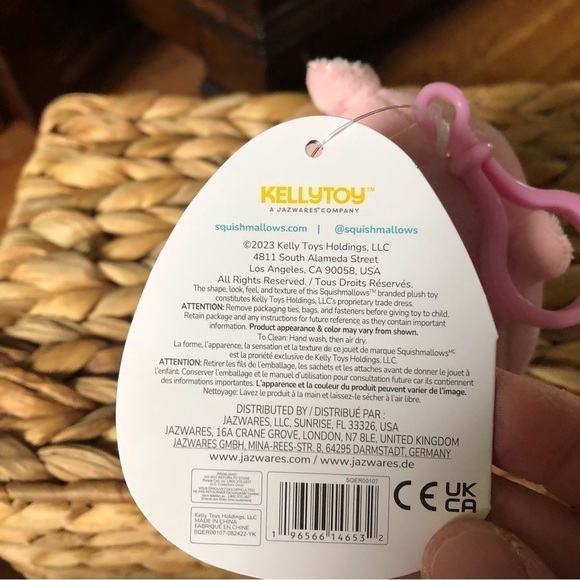 KELLYTOY™
A JAZWARES COMPANY
squishmallows.com | @squishmallows
©2023 Kelly Toys Holdings, LLC
4811 South Alameda Street
Los Angeles, CA 90058, USA
All Rights Reserved. / Tous Droits Réservés.
The shape, look, feel, and texture of this Squishmallows™ branded plush toy
constitutes Kelly Toys Holdings, LLC's proprietary trade dress.
ATTENTION: Remove packaging ties, bags, and fasteners before giving toy to child.
Retain package and any instructions for future reference as they contain important
information. Product appearance & color may vary from shown.
To Clean: Hand wash, then air dry.
La forme, l'apparence, la sensation et la texture de ce jouet de marque Squishmallows MC
est la proriété exclusive de Kelly Toys Holdings, LLC.
ATTENTION: Retirer les fils de l'emballage, les sachets et les attaches avant de donner le jouet à
l'enfant. Conserver l'emballage et le manuel d'utilisation pour consultation future car ils contiennent
des informations importantes. L'apparence et la couleur du produit peuvent varier de l'image.
Nettoyage: Lavez le produit à la main et laissez-le sécher à l'air libre.
DISTRIBUTED BY / DISTRIBUÉ PAR :
JAZWARES, LLC, SUNRISE, FL 33326, USA
JAZWARES, 16A CRANE GROVE, LONDON, N7 8LE, UNITED KINGDOM
JAZWARES GMBH, MINA-REES-STR. 8, 64295 DARMSTADT, GERMANY
www.jazwares.com / www.jazwares.de
SQER00107
1 96566 14653 2
CE UK
CA
Kelly Toys Holdings, LLC
MADE IN CHINA
FABRIQUÉ EN CHINE
SQER00107-082422-YK